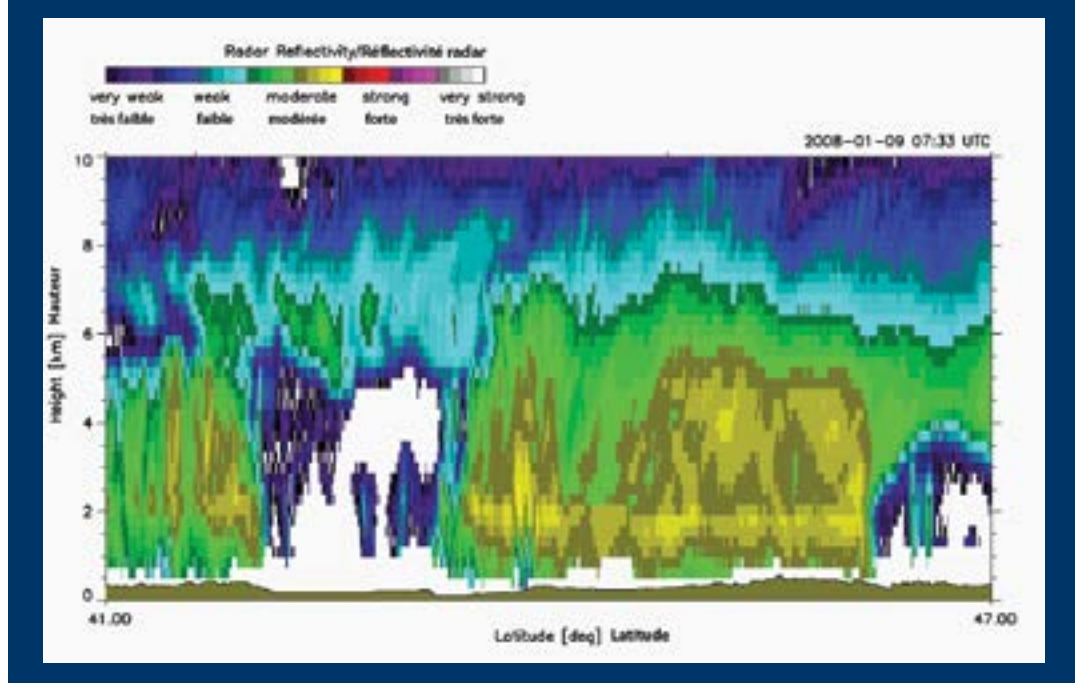 Radar Reflectivity/Réflectivité radar
very weak weak moderate strong very strong
très faible faible modérée forte très forte
2008-01-09 07:33 UTC
10
8
6
4
2
0
Height [km] Hauteur
41.00 47.00
Latitude [deg] Latitude